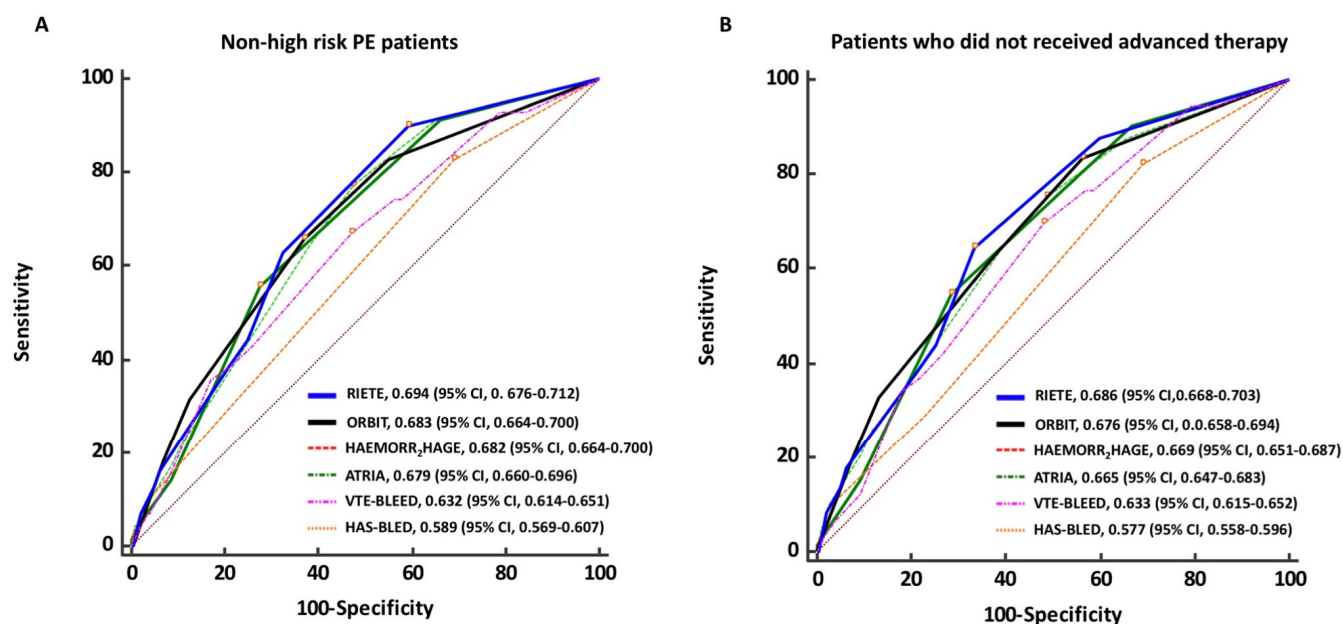 A
Non-high risk PE patients
100
80
60
40
20
0
Sensitivity
RIETE, 0.694 (95% CI, 0. 676-0.712)
ORBIT, 0.683 (95% CI, 0.664-0.700)
HAEMORR₂HAGE, 0.682 (95% CI, 0.664-0.700)
ATRIA, 0.679 (95% CI, 0.660-0.696)
VTE-BLEED, 0.632 (95% CI, 0.614-0.651)
HAS-BLED, 0.589 (95% CI, 0.569-0.607)
0 20 40 60 80 100
100-Specificity
B
Patients who did not received advanced therapy
100
80
60
40
20
0
Sensitivity
RIETE, 0.686 (95% CI,0.668-0.703)
ORBIT, 0.676 (95% CI, 0.0.658-0.694)
HAEMORR₂HAGE, 0.669 (95% CI, 0.651-0.687)
ATRIA, 0.665 (95% CI, 0.647-0.683)
VTE-BLEED, 0.633 (95% CI, 0.615-0.652)
HAS-BLED, 0.577 (95% CI, 0.558-0.596)
0 20 40 60 80 100
100-Specificity